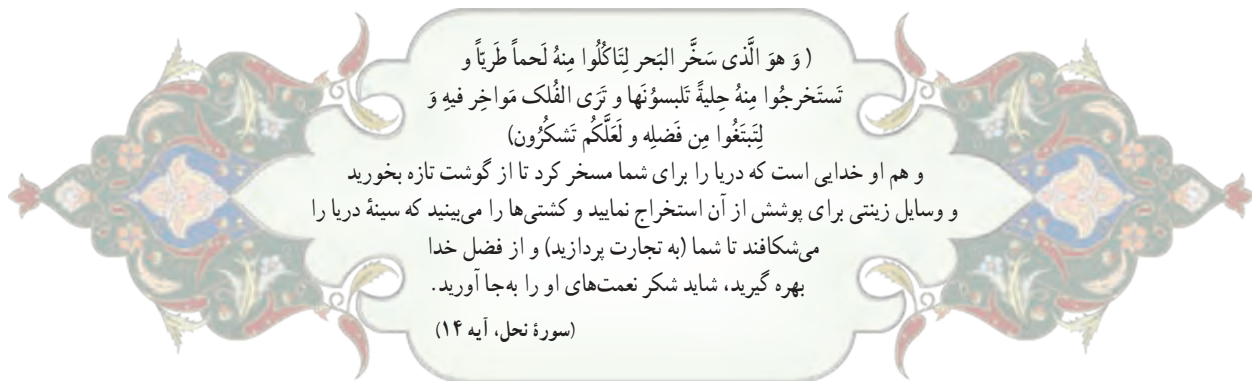 ( وَ هوَ الَّذی سَخَّر البَحر لِتَاکُلُوا مِنهُ لَحماً طَریّاً و
تَستَخرجُوا مِنهُ حِلیةً تَلبسوُنَها و تَرَی الفُلک مَواخِر فیهِ وَ
لِتَبتَغُوا مِن فَضلِه و لَعَلَّکُم تَشکُرُون)
و هم او خدایی است که دریا را برای شما مسخر کرد تا از گوشت تازه بخورید
و وسایل زینتی برای پوشش از آن استخراج نمایید و کشتی‌ها را می‌بینید که سینهٔ دریا را
می‌شکافند تا شما (به تجارت پردازید) و از فضل خدا
بهره گیرید، شاید شکر نعمت‌های او را به‌جا آورید.
(سورهٔ نحل، آیه ۱۴)